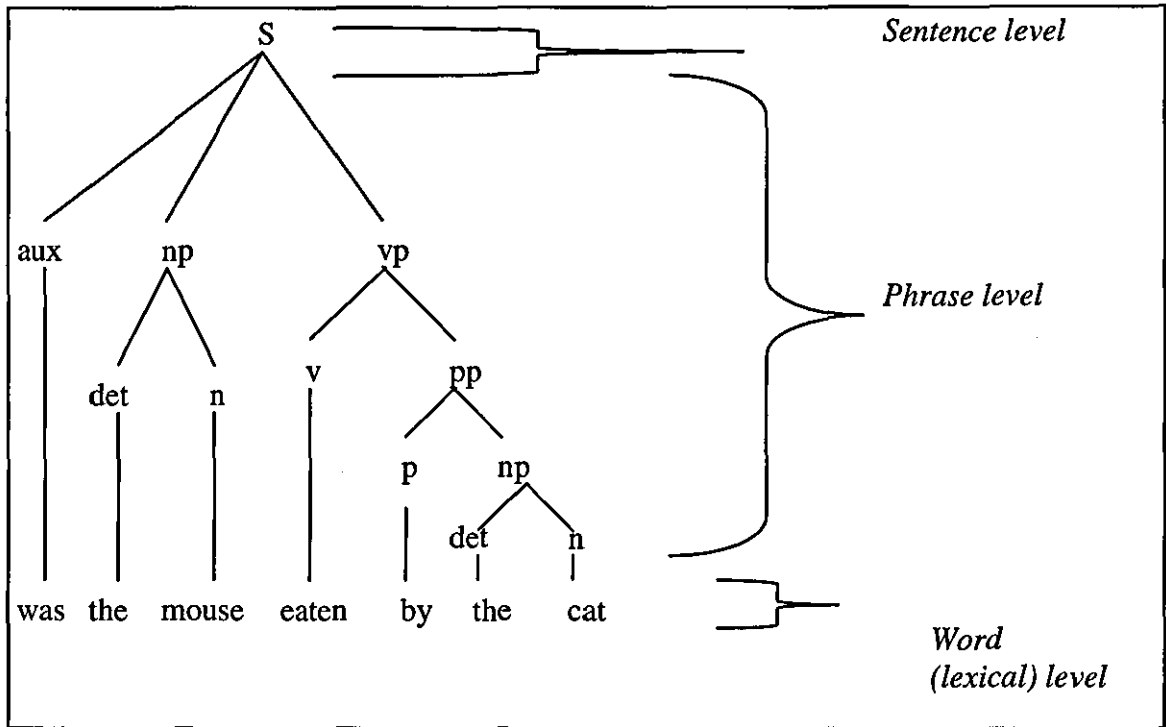 S
Sentence level
aux np vp
Phrase level
det n v pp
p np
det n
was the mouse eaten by the cat
Word
(lexical) level